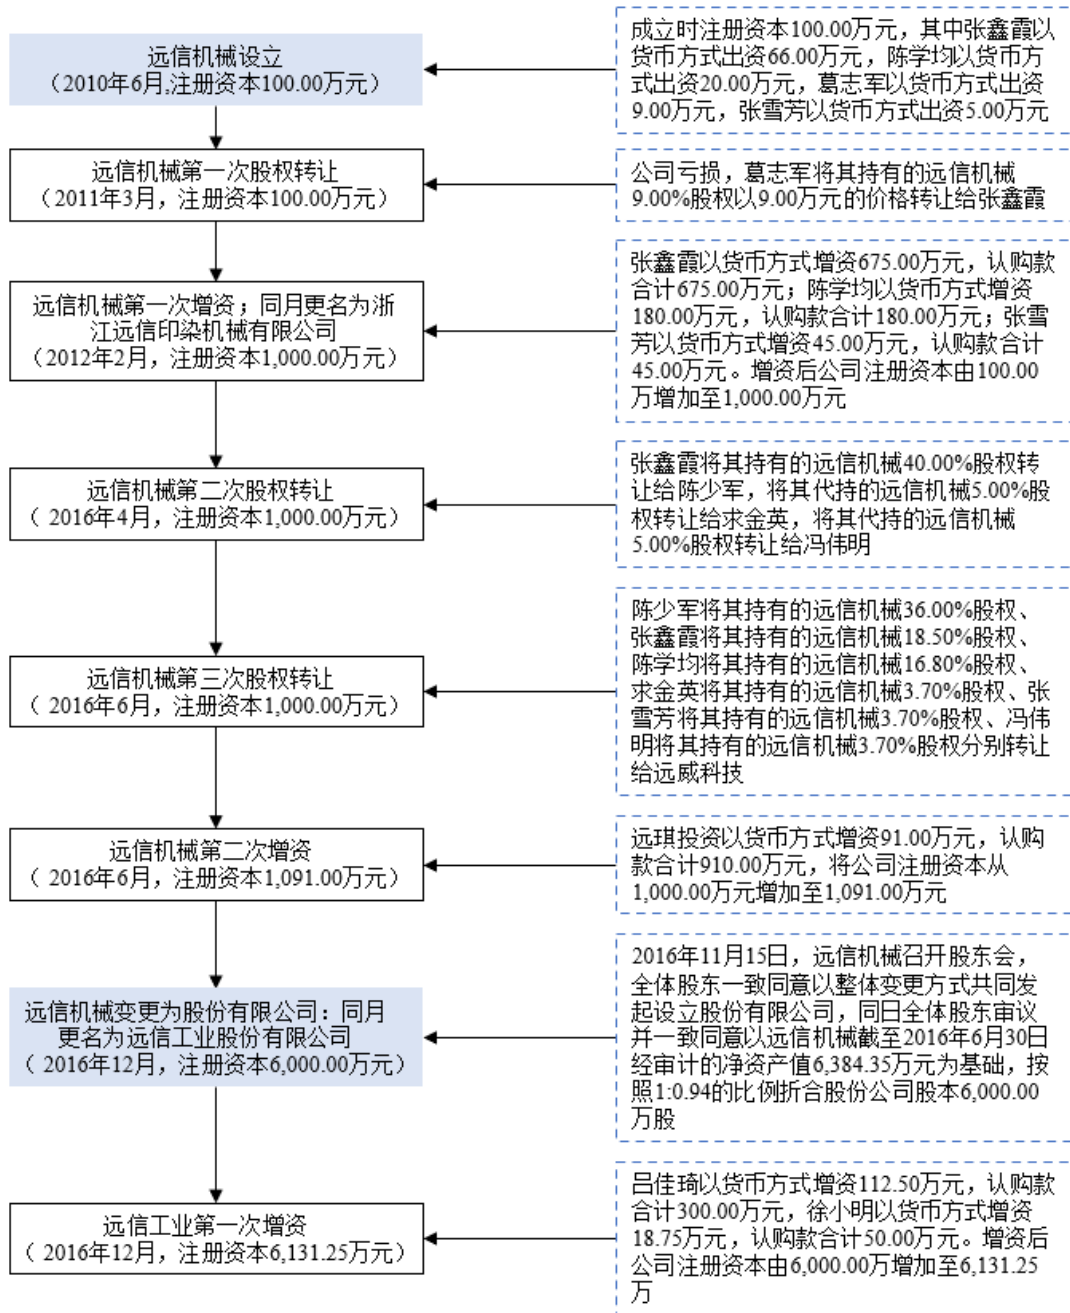 远信机械设立
（2010年6月,注册资本100.00万元）
成立时注册资本100.00万元，其中张鑫霞以
货币方式出资66.00万元，陈学均以货币方
式出资20.00万元，葛志军以货币方式出资
9.00万元，张雪芳以货币方式出资5.00万元
远信机械第一次股权转让
（2011年3月，注册资本100.00万元）
公司亏损，葛志军将其持有的远信机械
9.00%股权以9.00万元的价格转让给张鑫霞
远信机械第一次增资；同月更名为浙
江远信印染机械有限公司
（2012年2月，注册资本1,000.00万元）
张鑫霞以货币方式增资675.00万元，认购款
合计675.00万元；陈学均以货币方式增资
180.00万元，认购款合计180.00万元；张雪
芳以货币方式增资45.00万元，认购款合计
45.00万元。增资后公司注册资本由100.00
万增加至1,000.00万元
远信机械第二次股权转让
（ 2016年4月，注册资本1,000.00万元）
张鑫霞将其持有的远信机械40.00%股权转
让给陈少军，将其代持的远信机械5.00%股
权转让给求金英，将其代持的远信机械
5.00%股权转让给冯伟明
远信机械第三次股权转让
（ 2016年6月，注册资本1,000.00万元）
陈少军将其持有的远信机械36.00%股权、
张鑫霞将其持有的远信机械18.50%股权、
陈学均将其持有的远信机械16.80%股权、
求金英将其持有的远信机械3.70%股权、张
雪芳将其持有的远信机械3.70%股权、冯伟
明将其持有的远信机械3.70%股权分别转让
给远威科技
远信机械第二次增资
（ 2016年6月，注册资本1,091.00万元）
远琪投资以货币方式增资91.00万元，认购
款合计910.00万元，将公司注册资本从
1,000.00万元增加至1,091.00万元
远信机械变更为股份有限公司：同月
更名为远信工业股份有限公司
（ 2016年12月，注册资本6,000.00万元）
2016年11月15日，远信机械召开股东会，
全体股东一致同意以整体变更方式共同发
起设立股份有限公司，同日全体股东审议
并一致同意以远信机械截至2016年6月30日
经审计的净资产值6,384.35万元为基础，按
照1:0.94的比例折合股份公司股本6,000.00
万股
远信工业第一次增资
（ 2016年12月，注册资本6,131.25万元）
吕佳琦以货币方式增资112.50万元，认购款
合计300.00万元，徐小明以货币方式增资
18.75万元，认购款合计50.00万元。增资后
公司注册资本由6,000.00万增加至6,131.25
万